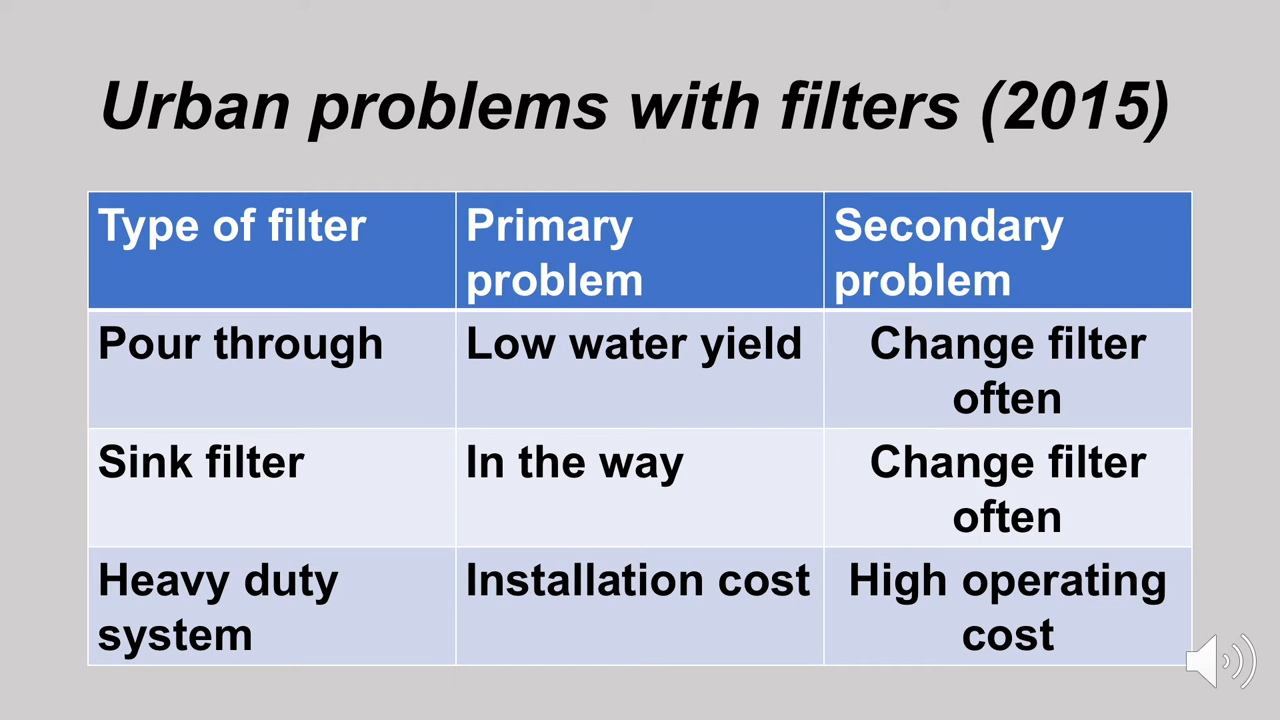 Urban problems with filters (2015)
Type of filter
Primary
problem
Secondary
problem
Pour through
Low water yield
Change filter
often
Sink filter
In the way
Change filter
often
Heavy duty
system
Installation cost
High operating
cost